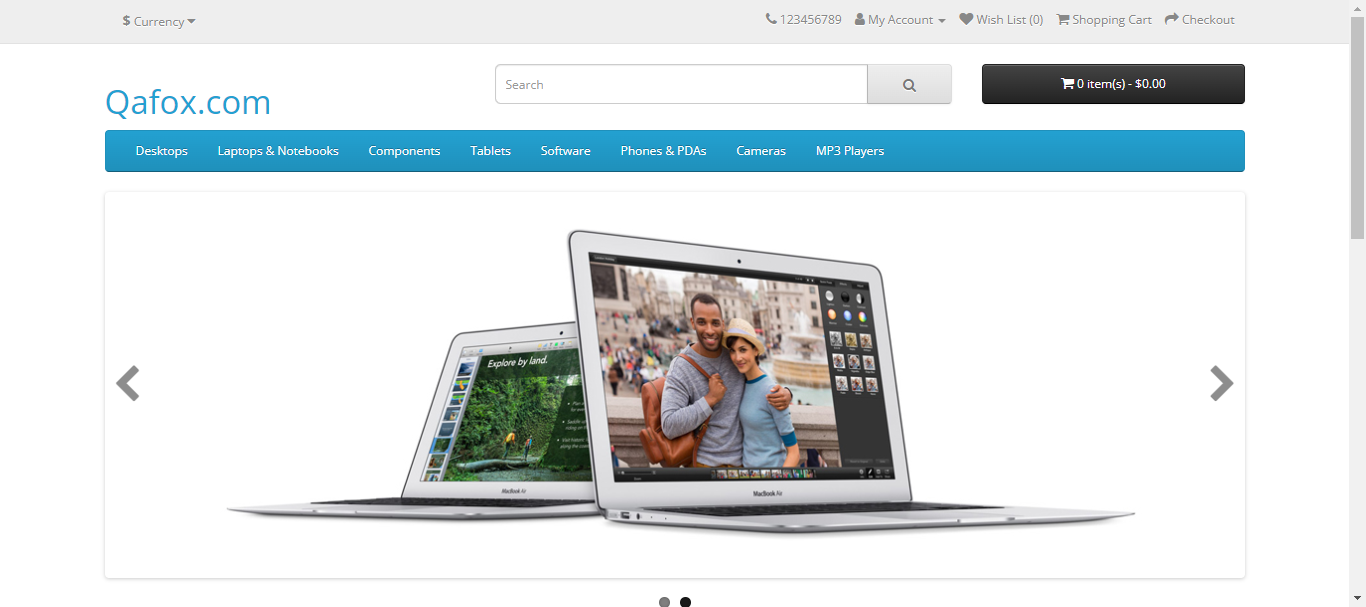 $ Currency
123456789 My Account Wish List (0) Shopping Cart Checkout
Qafox.com
Search
0 item(s) - $0.00
Desktops Laptops & Notebooks Components Tablets Software Phones & PDAs Cameras MP3 Players
Explore by land.
MacBook Air
MacBook Air